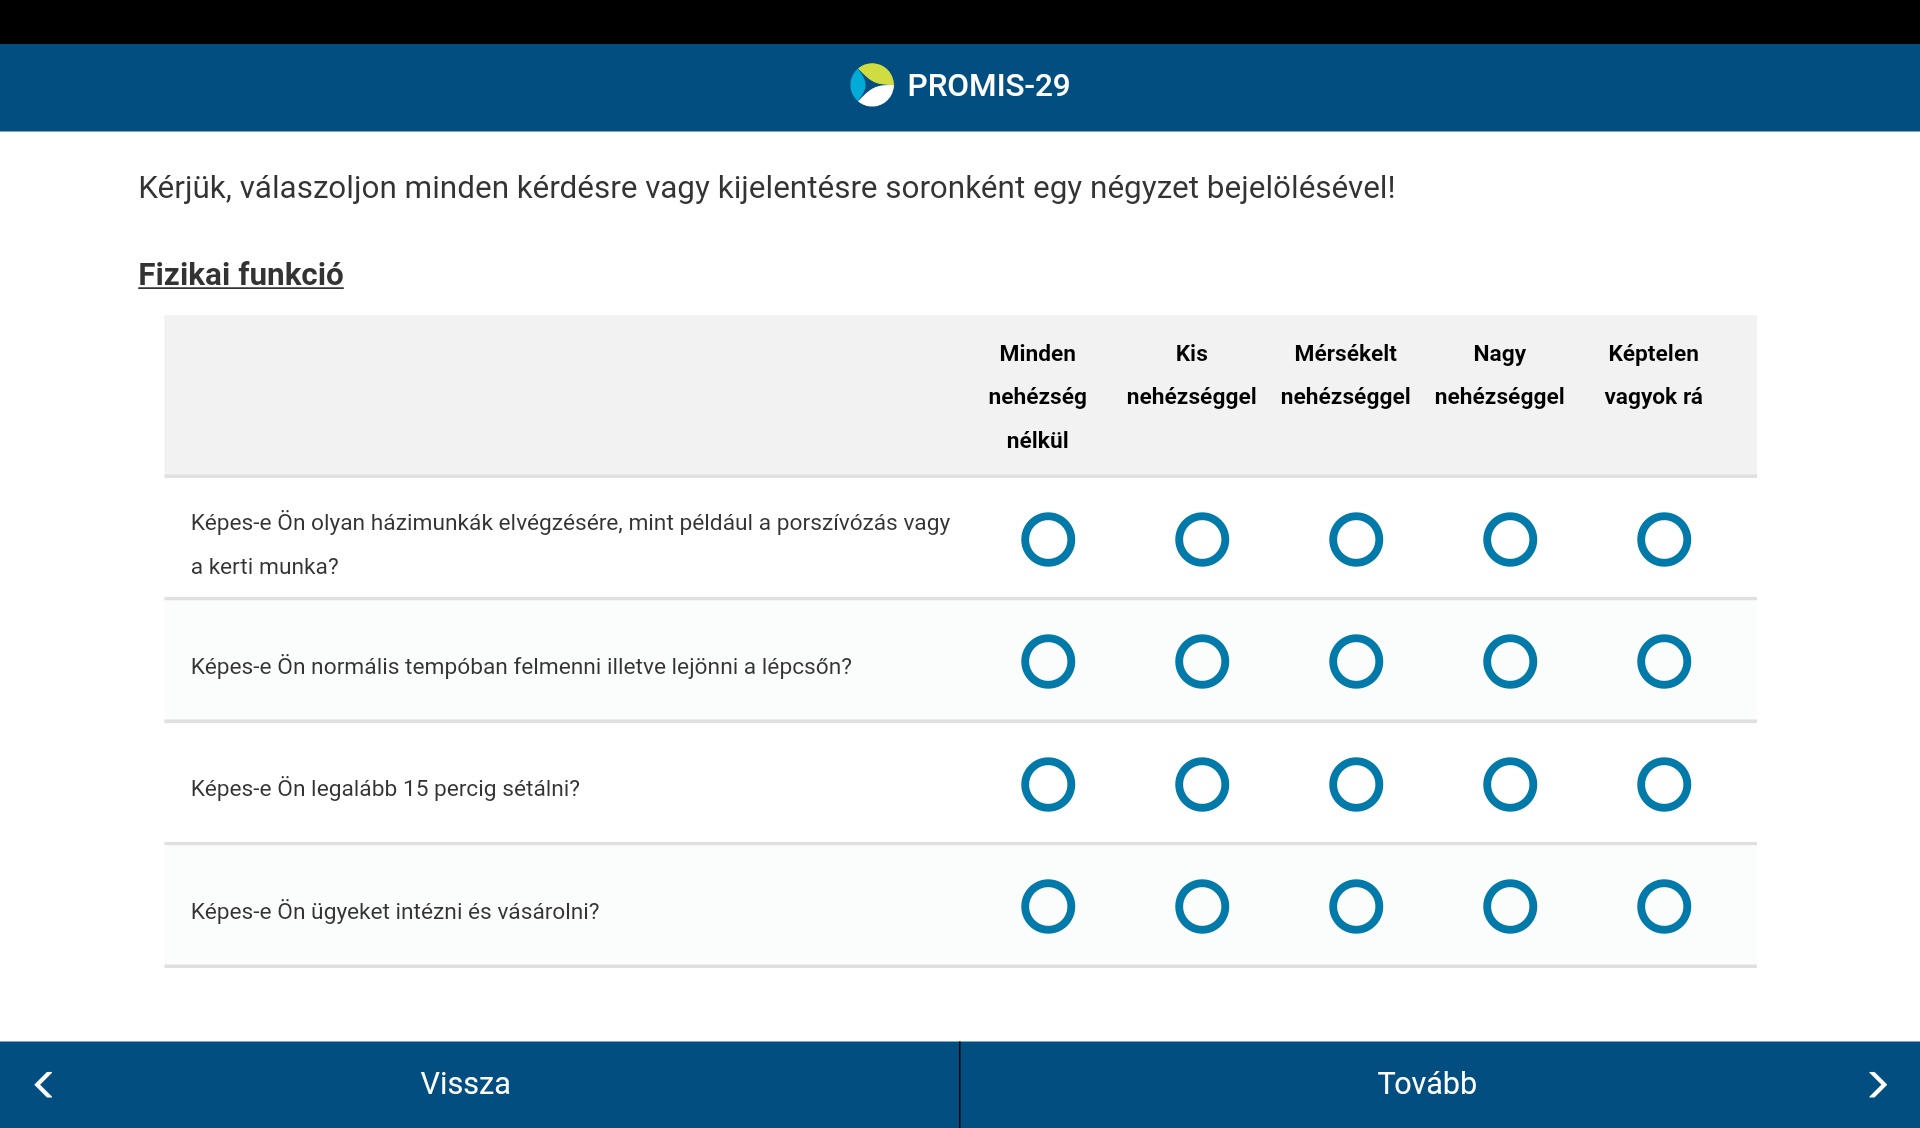 PROMIS-29
Kérjük, válaszoljon minden kérdésre vagy kijelentésre soronként egy négyzet bejelölésével!
Fizikai funkció
Minden nehézség nélkül
Kis nehézséggel
Mérsékelt nehézséggel
Nagy nehézséggel
Képtelen vagyok rá
Képes-e Ön olyan házimunkák elvégzésére, mint például a porszívózás vagy
a kerti munka?
Képes-e Ön normális tempóban felmenni illetve lejönni a lépcsőn?
Képes-e Ön legalább 15 percig sétálni?
Képes-e Ön ügyeket intézni és vásárolni?
Vissza
Tovább